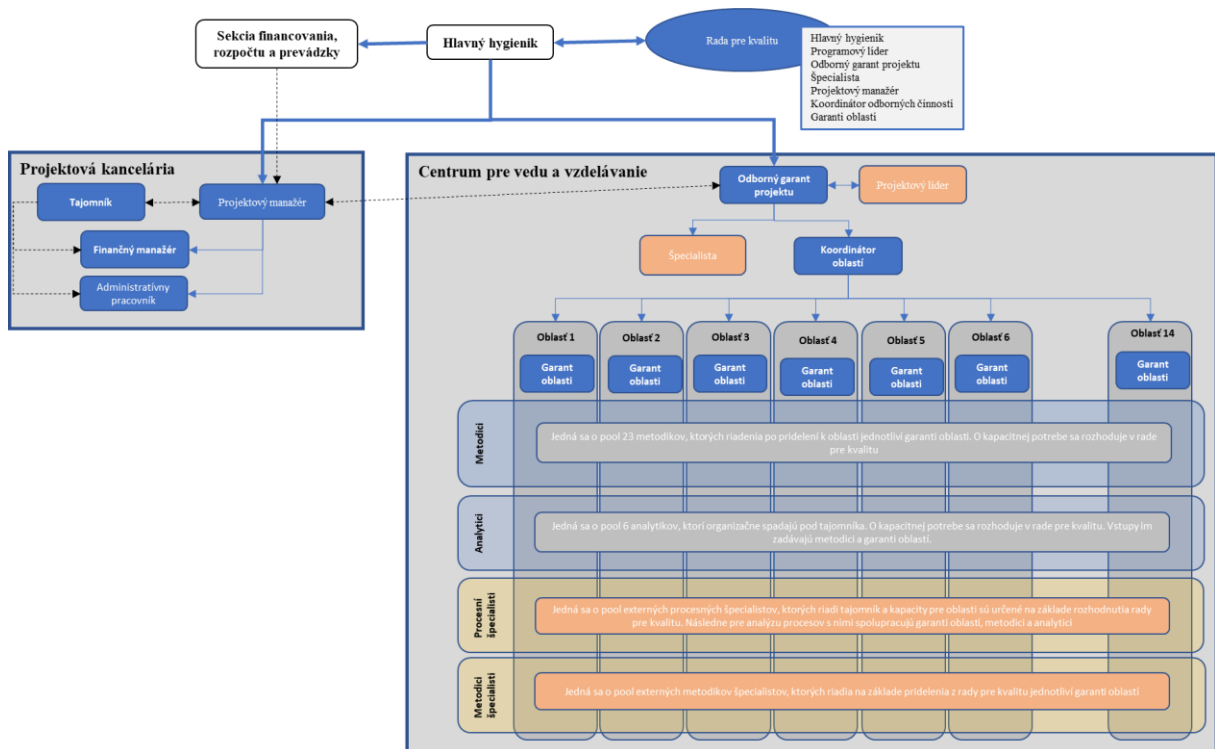 Sekcia financovania,
rozpočtu a prevádzky
Hlavný hygienik
Rada pre kvalitu
Hlavný hygienik
Programový líder
Odborný garant projektu
Špecialista
Projektový manažér
Koordinátor odborných činností
Garanti oblastí
Projektová kancelária
Tajomník
Projektový manažér
Finančný manažér
Administratívny
pracovník
Centrum pre vedu a vzdelávanie
Odborný garant
projektu
Projektový líder
Špecialista
Koordinátor
oblastí
Oblasť 1
Oblasť 2
Oblasť 3
Oblasť 4
Oblasť 5
Oblasť 6
Oblasť 14
Garant
oblasti
Garant
oblasti
Garant
oblasti
Garant
oblasti
Garant
oblasti
Garant
oblasti
Garant
oblasti
Metodici
Jedná sa o pool 23 metodikov, ktorých riadenia po pridelení k oblasti jednotliví garanti oblasti. O kapacitnej potrebe sa rozhoduje v rade
pre kvalitu
Analytici
Jedná sa o pool 6 analytikov, ktorí organizačne spadajú pod tajomníka. O kapacitnej potrebe sa rozhoduje v rade pre kvalitu. Vstupy im
zadávajú metodici a garanti oblastí.
Procesní
špecialisti
Jedná sa o pool externých procesných špecialistov, ktorých riadi tajomník a kapacity pre oblasti sú určené na základe rozhodnutia rady
pre kvalitu. Následne pre analýzu procesov s nimi spolupracujú garanti oblastí, metodici a analytici
Metodici
špecialisti
Jedná sa o pool externých metodikov špecialistov, ktorých riadia na základe pridelenia z rady pre kvalitu jednotliví garanti oblastí